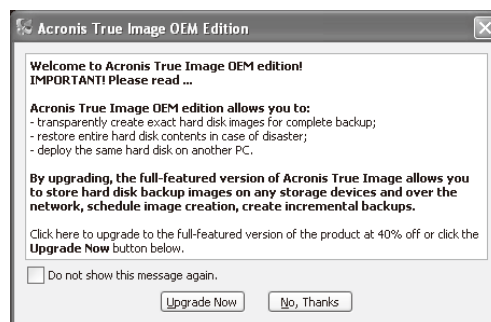 Acronis True Image OEM Edition
Welcome to Acronis True Image OEM edition!
IMPORTANT! Please read ...
Acronis True Image OEM edition allows you to:
- transparently create exact hard disk images for complete backup;
- restore entire hard disk contents in case of disaster;
- deploy the same hard disk on another PC.
By upgrading, the full-featured version of Acronis True Image allows you
to store hard disk backup images on any storage devices and over the
network, schedule image creation, create incremental backups.
Click here to upgrade to the full-featured version of the product at 40% off or click the
Upgrade Now button below.
Do not show this message again.
Upgrade Now No, Thanks